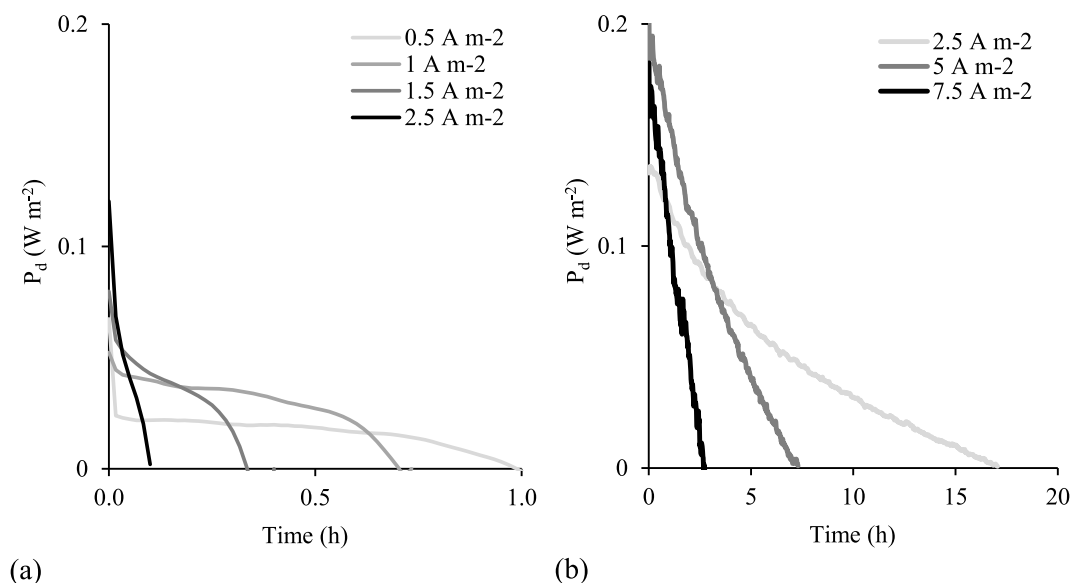 0.2
0.5 A m-2
1 A m-2
1.5 A m-2
2.5 A m-2
0.1
P_d (W m⁻²)
0
0.0
0.5
1.0
Time (h)
(a)
0.2
2.5 A m-2
5 A m-2
7.5 A m-2
0.1
P_d (W m⁻²)
0
0
5
10
15
20
Time (h)
(b)